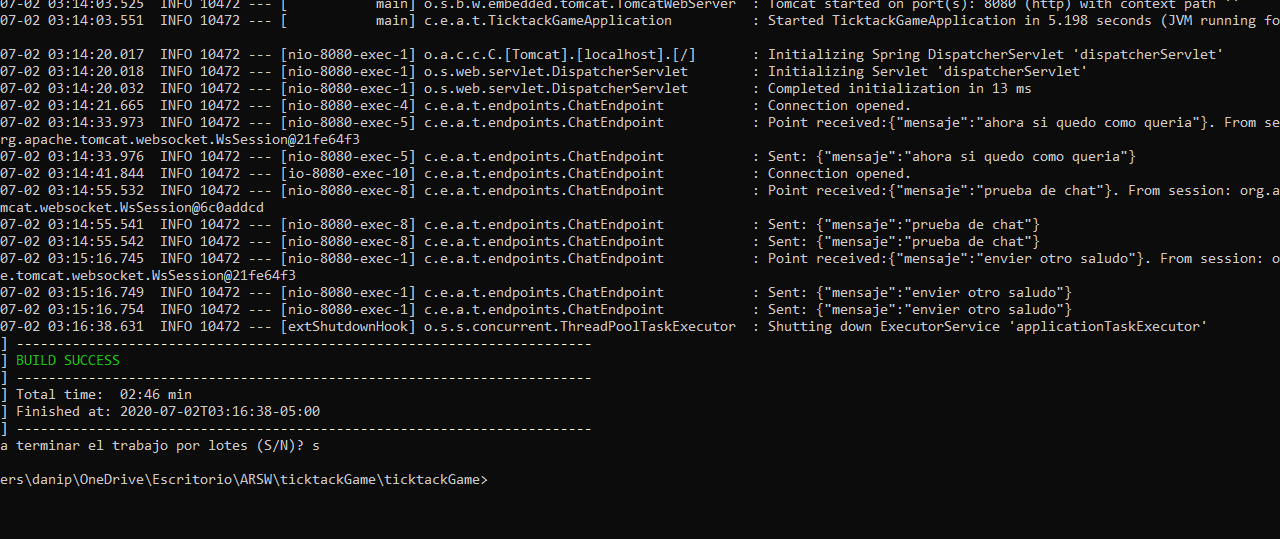 07-02 03:14:03.525  INFO 10472 --- [           main] o.s.b.w.embedded.tomcat.TomcatWebServer  : Tomcat started on port(s): 8080 (http) with context path ''
07-02 03:14:03.551  INFO 10472 --- [           main] c.e.a.t.TicktackGameApplication          : Started TicktackGameApplication in 5.198 seconds (JVM running fo
07-02 03:14:20.017  INFO 10472 --- [nio-8080-exec-1] o.a.c.c.C.[Tomcat].[localhost].[/]       : Initializing Spring DispatcherServlet 'dispatcherServlet'
07-02 03:14:20.018  INFO 10472 --- [nio-8080-exec-1] o.s.web.servlet.DispatcherServlet        : Initializing Servlet 'dispatcherServlet'
07-02 03:14:20.032  INFO 10472 --- [nio-8080-exec-1] o.s.web.servlet.DispatcherServlet        : Completed initialization in 13 ms
07-02 03:14:21.665  INFO 10472 --- [nio-8080-exec-4] c.e.a.t.endpoints.ChatEndpoint           : Connection opened.
07-02 03:14:33.973  INFO 10472 --- [nio-8080-exec-5] c.e.a.t.endpoints.ChatEndpoint           : Point received:{"mensaje":"ahora si quedo como queria"}. From se
rg.apache.tomcat.websocket.WsSession@21fe64f3
07-02 03:14:33.976  INFO 10472 --- [nio-8080-exec-5] c.e.a.t.endpoints.ChatEndpoint           : Sent: {"mensaje":"ahora si quedo como queria"}
07-02 03:14:41.844  INFO 10472 --- [io-8080-exec-10] c.e.a.t.endpoints.ChatEndpoint           : Connection opened.
07-02 03:14:55.532  INFO 10472 --- [nio-8080-exec-8] c.e.a.t.endpoints.ChatEndpoint           : Point received:{"mensaje":"prueba de chat"}. From session: org.a
mcat.websocket.WsSession@6c0addcd
07-02 03:14:55.541  INFO 10472 --- [nio-8080-exec-8] c.e.a.t.endpoints.ChatEndpoint           : Sent: {"mensaje":"prueba de chat"}
07-02 03:14:55.542  INFO 10472 --- [nio-8080-exec-8] c.e.a.t.endpoints.ChatEndpoint           : Sent: {"mensaje":"prueba de chat"}
07-02 03:15:16.745  INFO 10472 --- [nio-8080-exec-1] c.e.a.t.endpoints.ChatEndpoint           : Point received:{"mensaje":"envier otro saludo"}. From session: o
e.tomcat.websocket.WsSession@21fe64f3
07-02 03:15:16.749  INFO 10472 --- [nio-8080-exec-1] c.e.a.t.endpoints.ChatEndpoint           : Sent: {"mensaje":"envier otro saludo"}
07-02 03:15:16.754  INFO 10472 --- [nio-8080-exec-1] c.e.a.t.endpoints.ChatEndpoint           : Sent: {"mensaje":"envier otro saludo"}
07-02 03:16:38.631  INFO 10472 --- [extShutdownHook] o.s.s.concurrent.ThreadPoolTaskExecutor  : Shutting down ExecutorService 'applicationTaskExecutor'
] ------------------------------------------------------------------------
] BUILD SUCCESS
] ------------------------------------------------------------------------
] Total time:  02:46 min
] Finished at: 2020-07-02T03:16:38-05:00
] ------------------------------------------------------------------------
a terminar el trabajo por lotes (S/N)? s
ers\danip\OneDrive\Escritorio\ARSW\ticktackGame\ticktackGame>